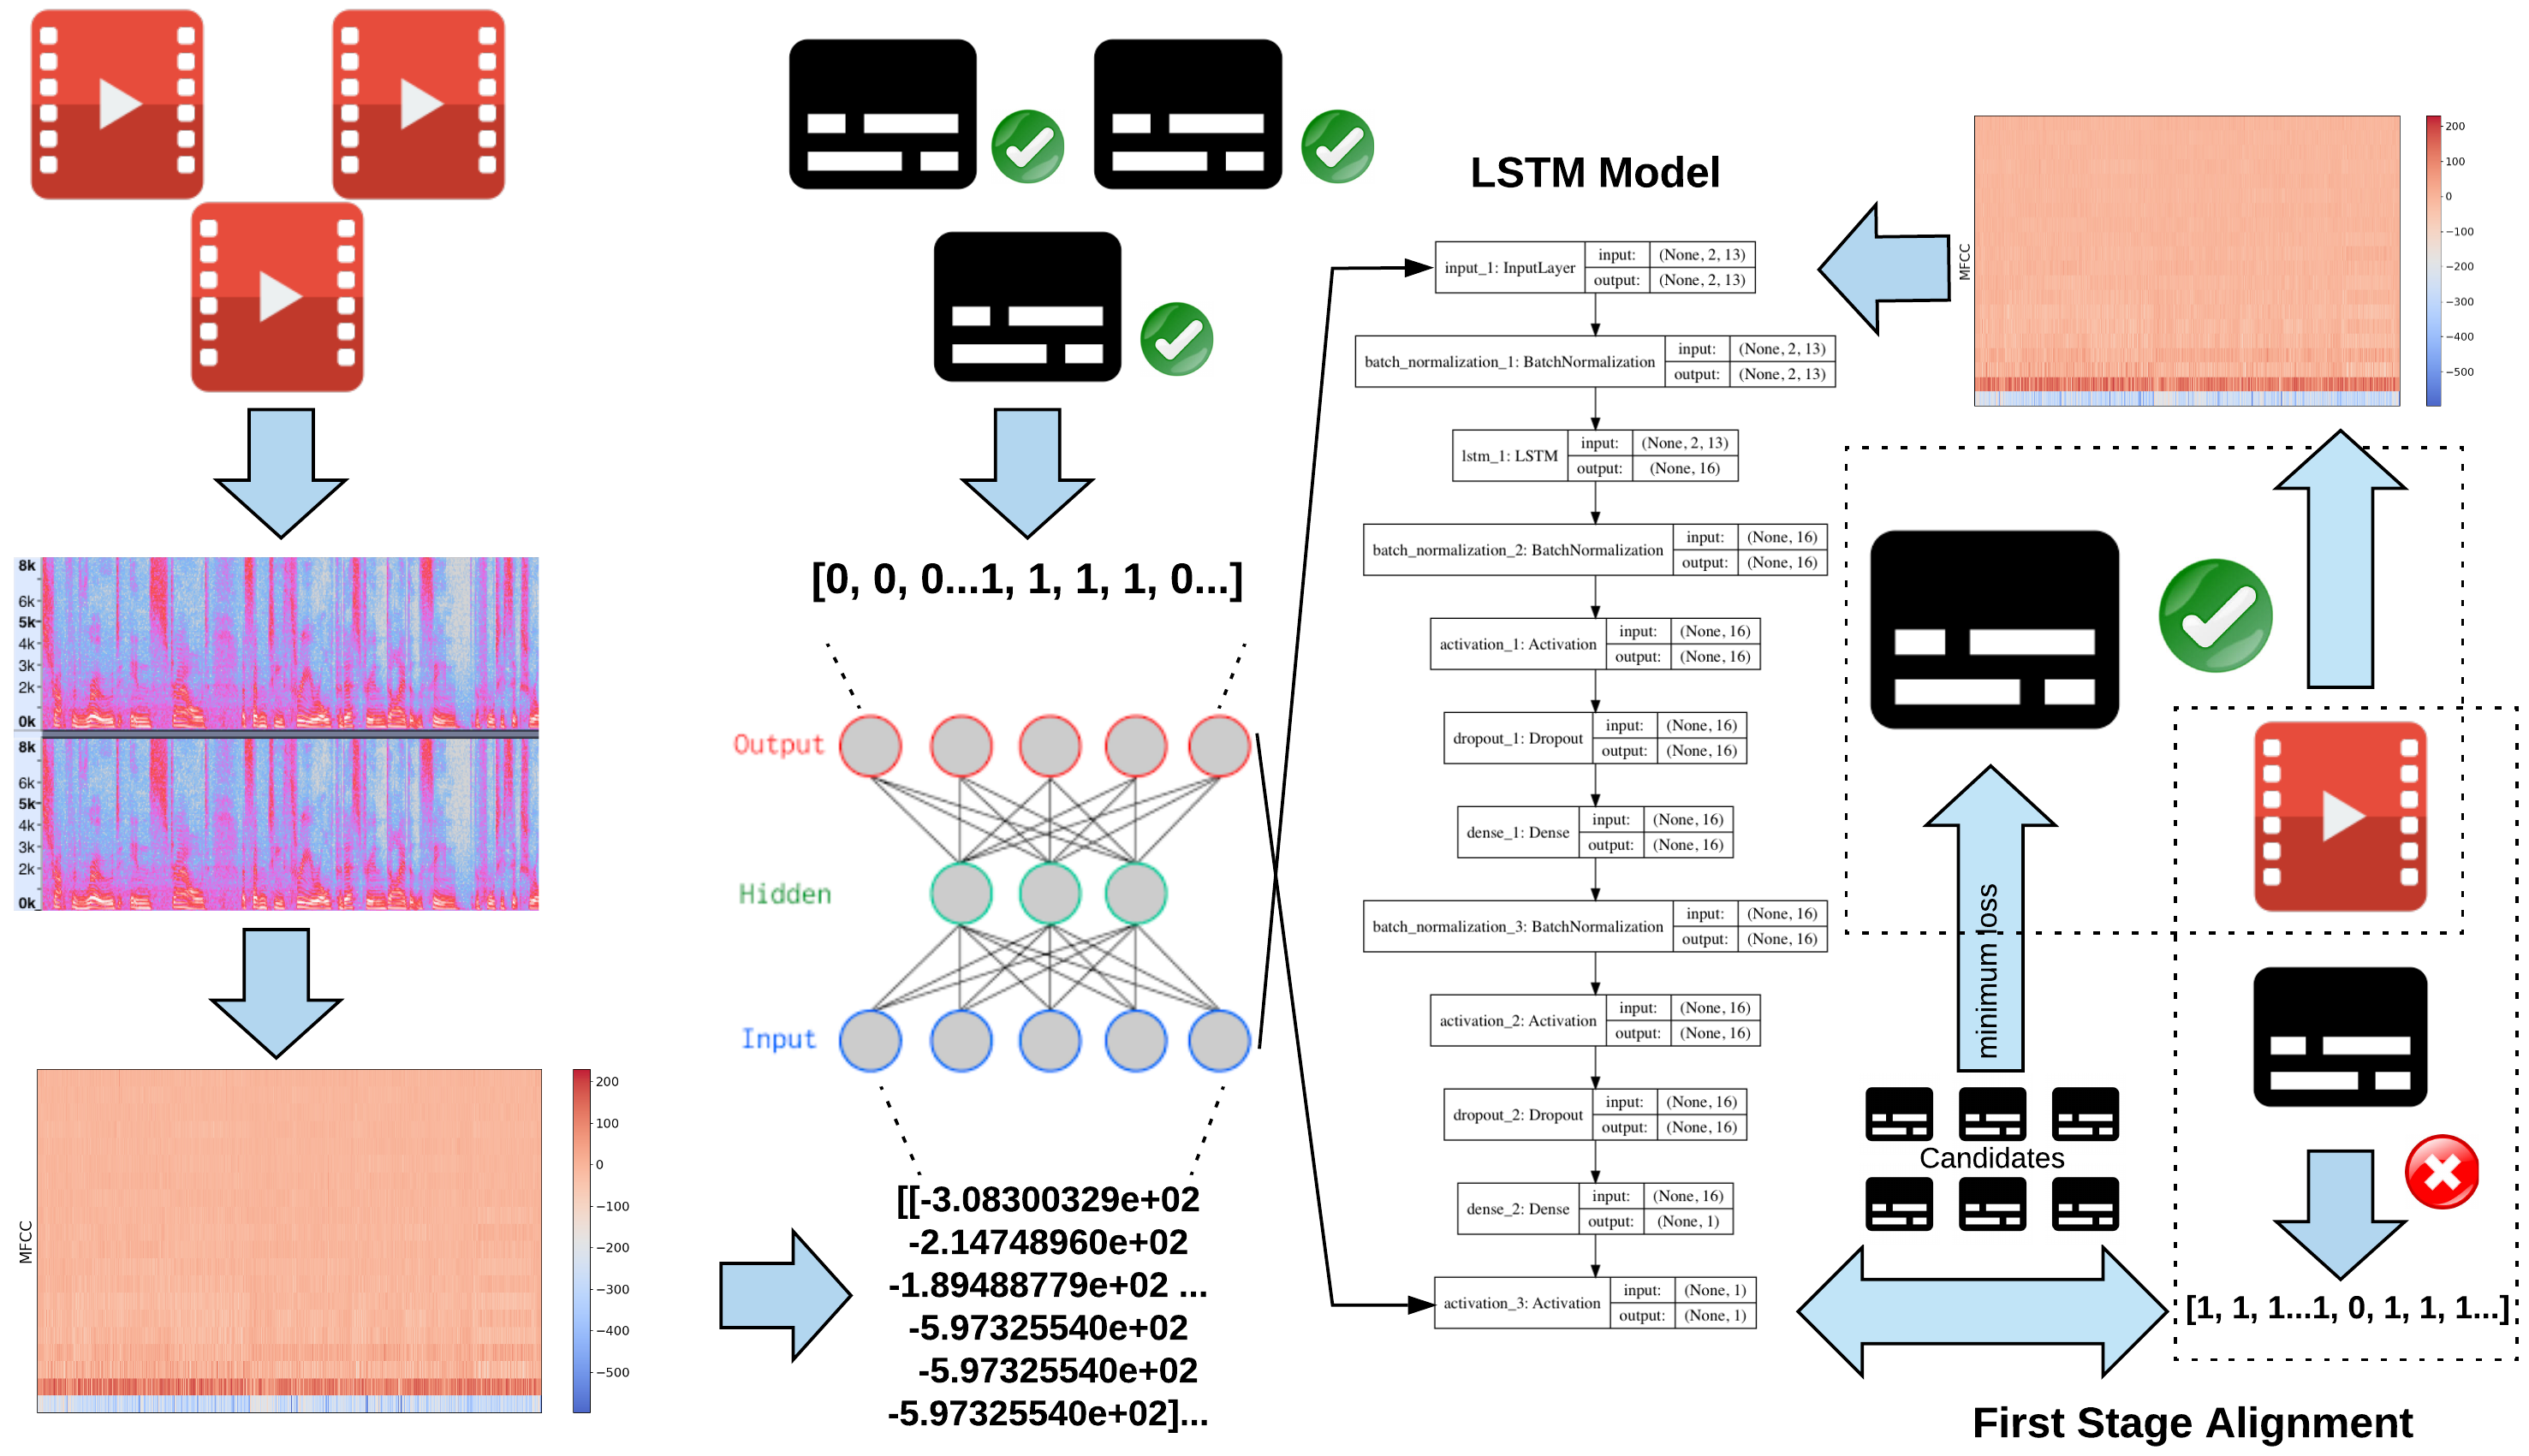 8k
6k
5k
4k
3k
2k
0k
8k
6k
5k
4k
3k
2k
0k
MFCC
200
100
0
−100
−200
−300
−400
−500
[0, 0, 0...1, 1, 1, 1, 0...]
Output
Hidden
Input
[[-3.08300329e+02
-2.14748960e+02
-1.89488779e+02 ...
-5.97325540e+02
-5.97325540e+02
-5.97325540e+02]...
LSTM Model
input_1: InputLayer input: (None, 2, 13)
output: (None, 2, 13)
batch_normalization_1: BatchNormalization input: (None, 2, 13)
output: (None, 2, 13)
lstm_1: LSTM input: (None, 2, 13)
output: (None, 16)
batch_normalization_2: BatchNormalization input: (None, 16)
output: (None, 16)
activation_1: Activation input: (None, 16)
output: (None, 16)
dropout_1: Dropout input: (None, 16)
output: (None, 16)
dense_1: Dense input: (None, 16)
output: (None, 16)
batch_normalization_3: BatchNormalization input: (None, 16)
output: (None, 16)
activation_2: Activation input: (None, 16)
output: (None, 16)
dropout_2: Dropout input: (None, 16)
output: (None, 16)
dense_2: Dense input: (None, 16)
output: (None, 1)
activation_3: Activation input: (None, 1)
output: (None, 1)
MFCC
200
100
0
−100
−200
−300
−400
−500
minimum loss
Candidates
[1, 1, 1...1, 0, 1, 1, 1...]
First Stage Alignment